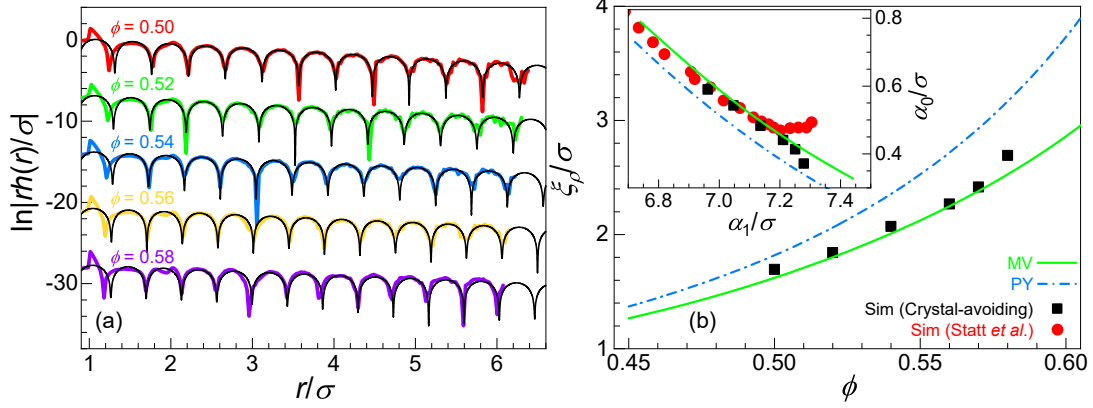 ϕ = 0.50
ϕ = 0.52
ϕ = 0.54
ϕ = 0.56
ϕ = 0.58
0
-10
-20
-30
ln|rh(r)/σ|
(a)
1
2
3
4
5
6
r/σ
4
3
2
1
ξρ/σ
0.8
0.6
0.4
α0/σ
6.8
7.0
7.2
7.4
α1/σ
MV
PY
Sim (Crystal-avoiding)
Sim (Statt et al.)
(b)
0.45
0.50
0.55
0.60
ϕ